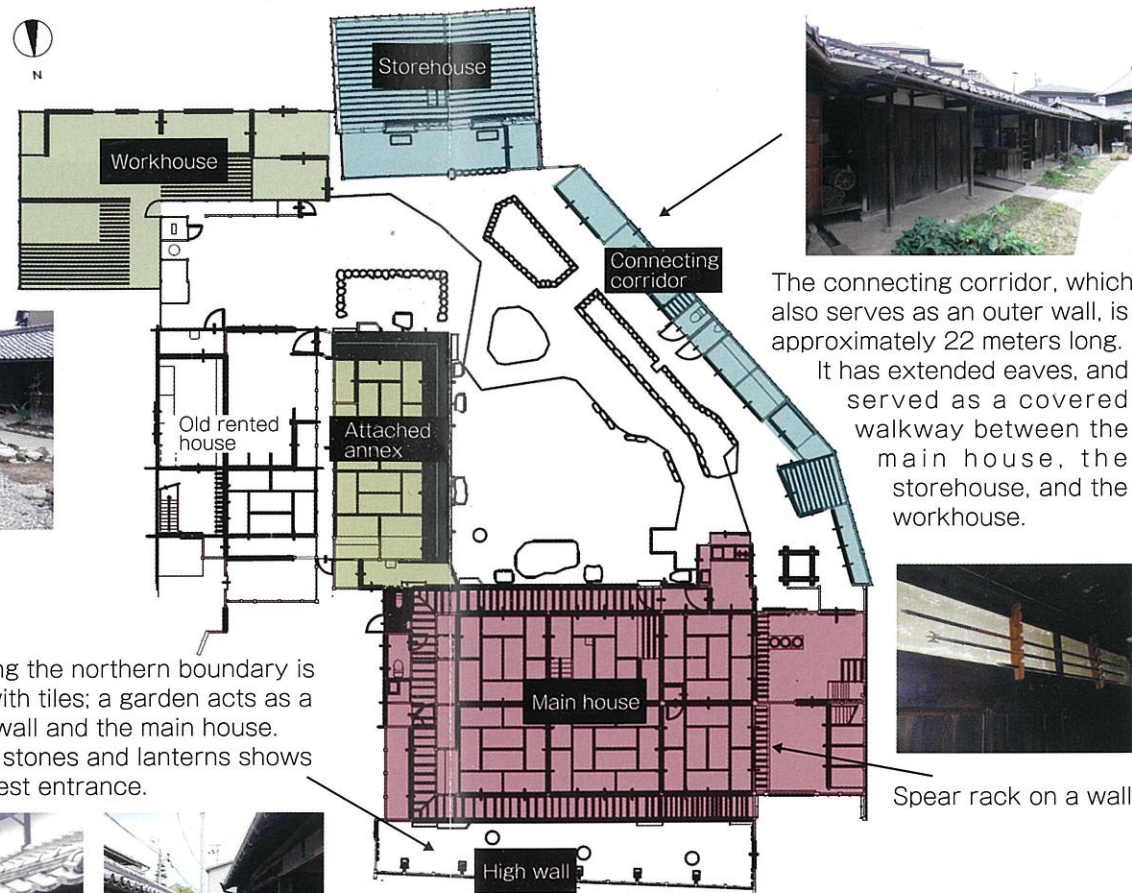 N
Storehouse
Workhouse
Connecting
corridor
The connecting corridor, which
also serves as an outer wall, is
approximately 22 meters long.
It has extended eaves, and
served as a covered
walkway between the
main house, the
storehouse, and the
workhouse.
Old rented
house
Attached
annex
Main house
ng the northern boundary is
with tiles; a garden acts as a
wall and the main house.
stones and lanterns shows
est entrance.
Spear rack on a wall
High wall